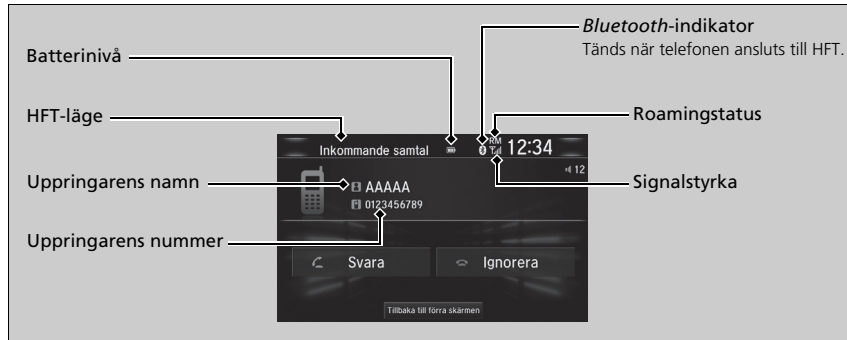 Bluetooth-indikator
Tänds när telefonen ansluts till HFT.
Batterinivå
HFT-läge
Roamingstatus
Inkommande samtal
RM
12:34
12
Uppringarens namn
AAAAA
Signalstyrka
0123456789
Uppringarens nummer
Svara
Ignorera
Tillbaka till förra skärmen